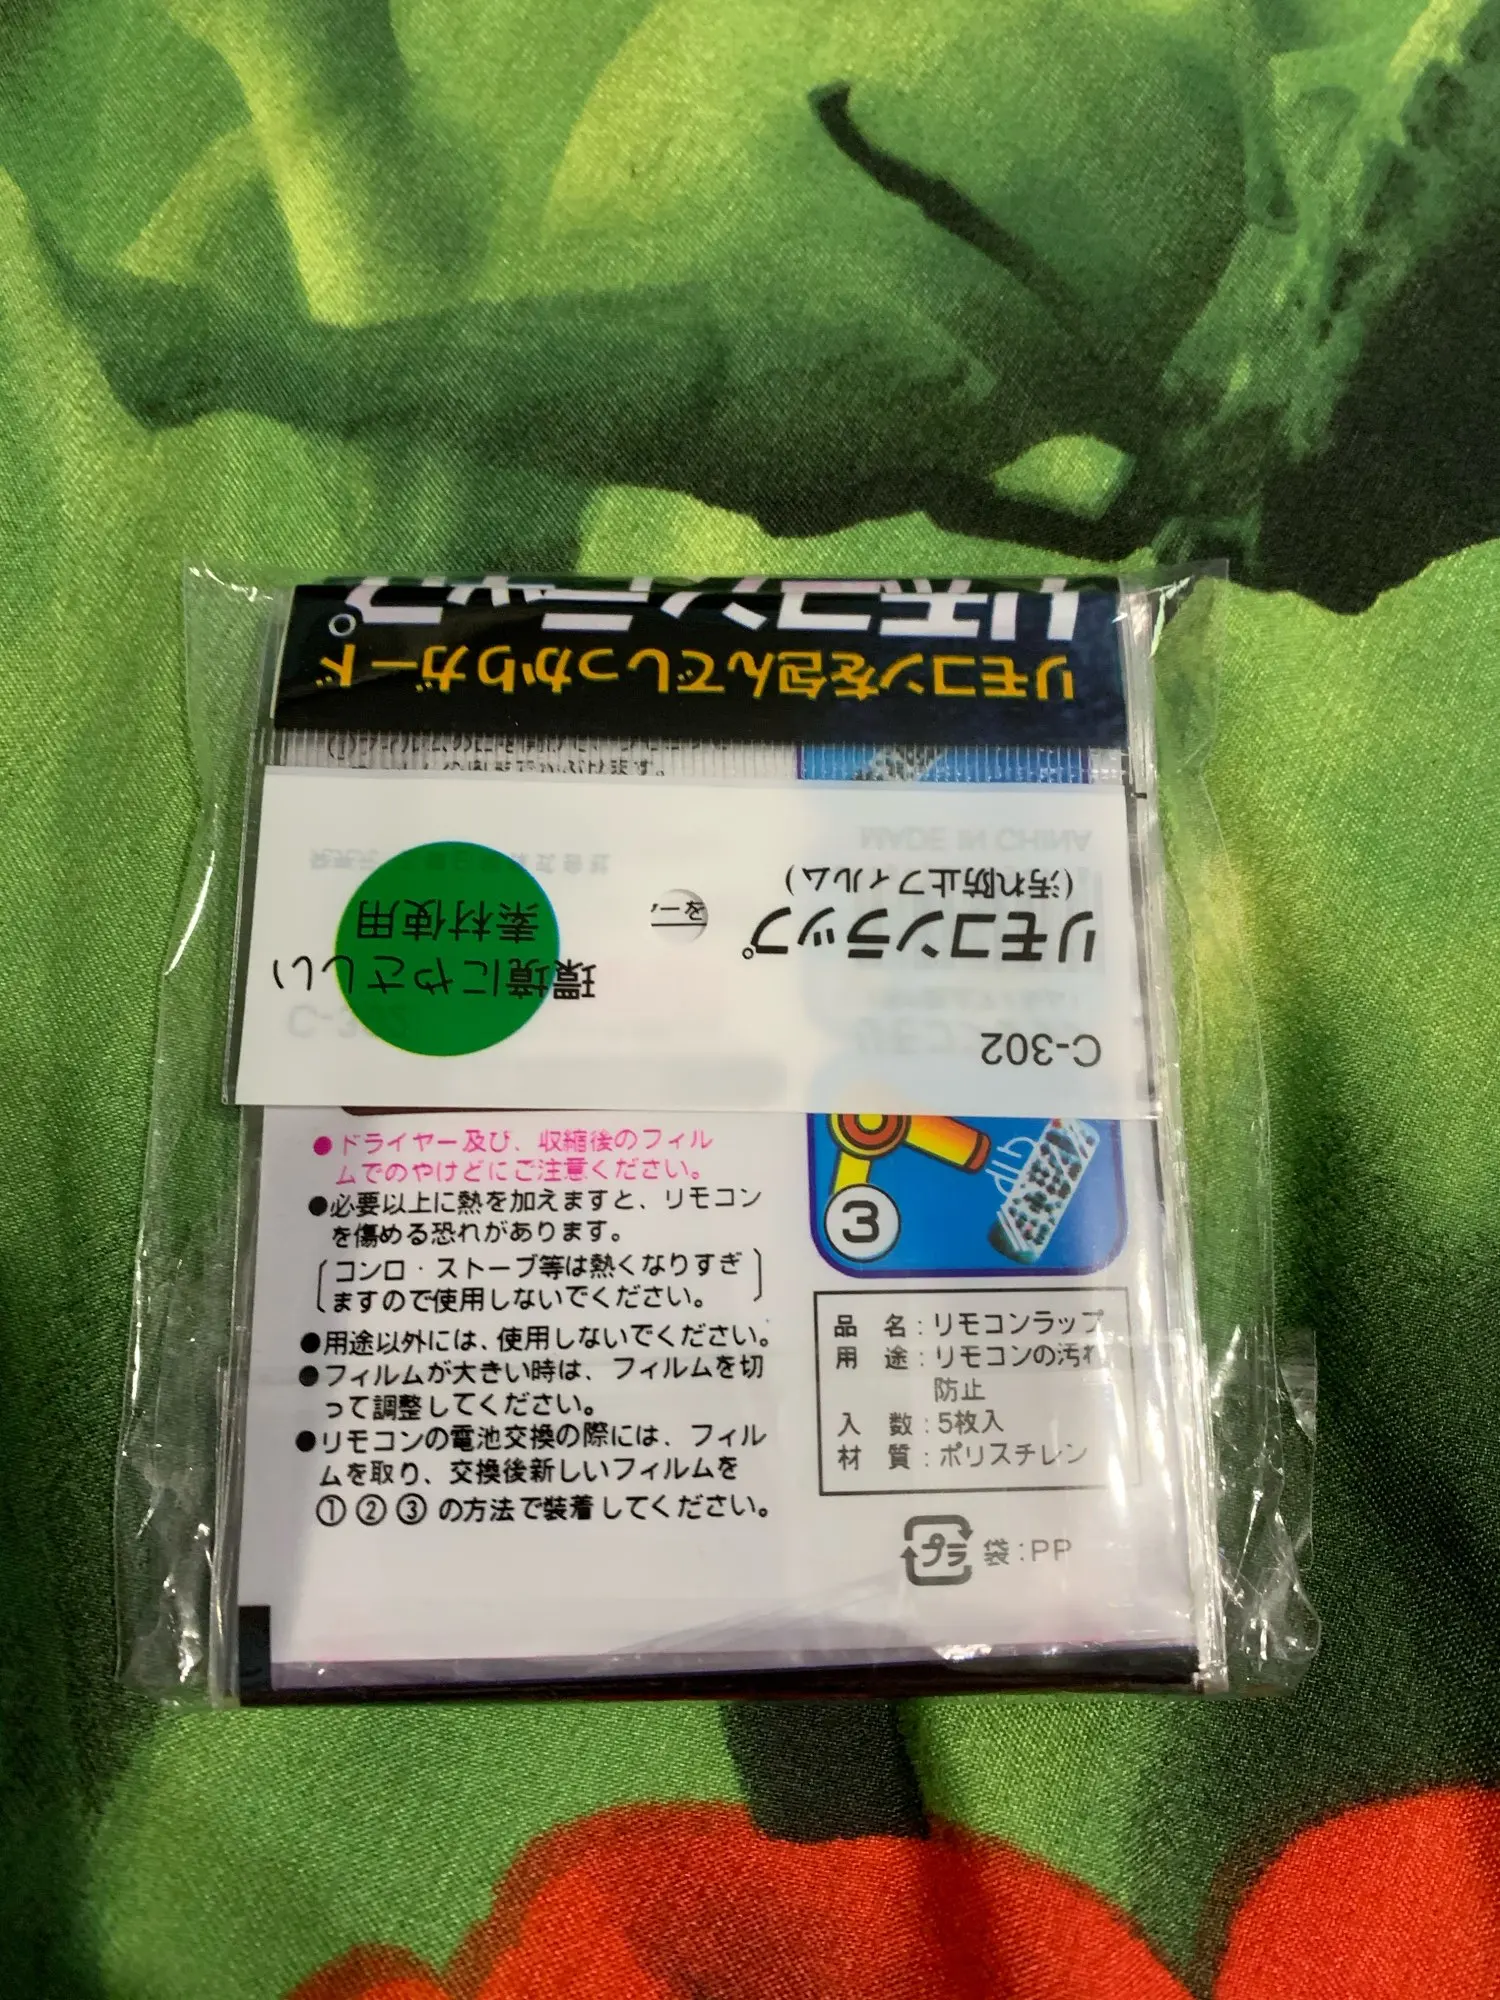 リモコンラップ
リモコンを包んでしっかりガード
MADE IN CHINA
リモコンラップ
(汚れ防止フィルム)
C-302
環境にやさしい
素材使用
を
C-302
●ドライヤー及び、収縮後のフィル
ムでのやけどにご注意ください。
●必要以上に熱を加えますと、リモコン
を傷める恐れがあります。
コンロ・ストーブ等は熱くなりすぎ
ますので使用しないでください。
●用途以外には、使用しないでください。
●フィルムが大きい時は、フィルムを切
って調整してください。
●リモコンの電池交換の際には、フィル
ムを取り、交換後新しいフィルムを
①②③の方法で装着してください。
3
品 名:リモコンラップ
用 途:リモコンの汚れ
防止
入 数:5枚入
材 質:ポリスチレン
プラ 袋:PP